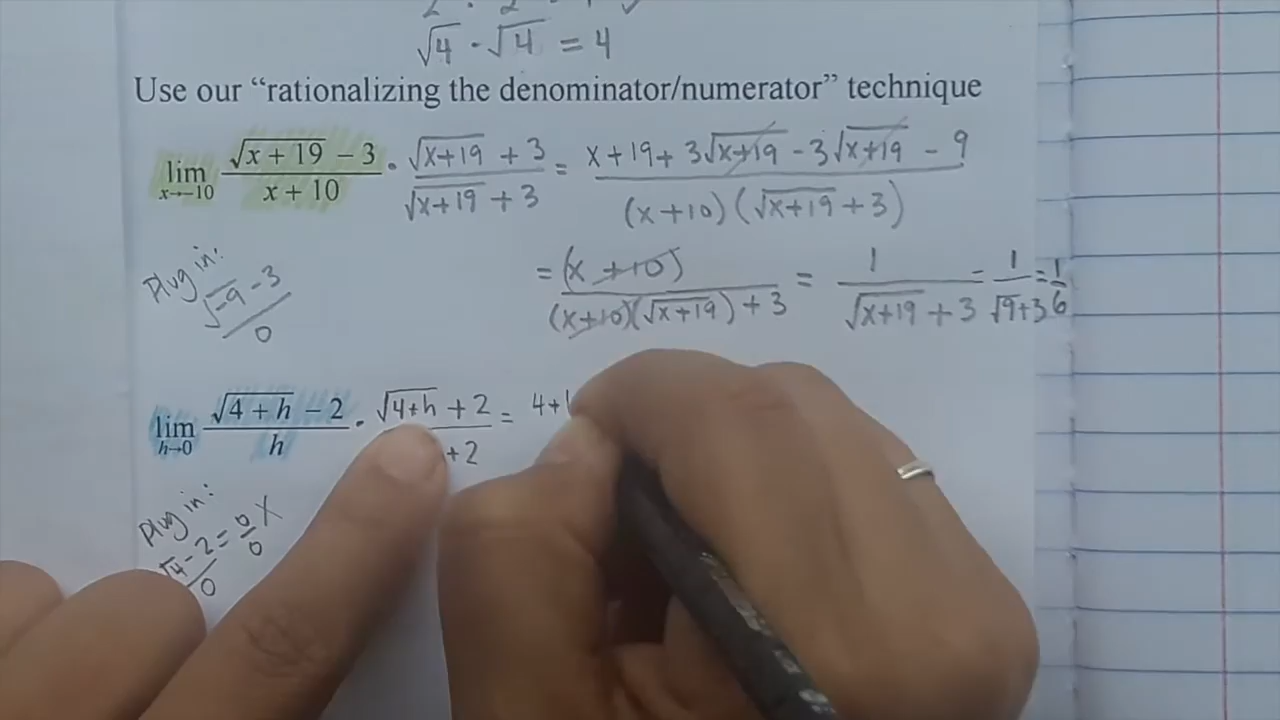 √4 · √4 = 4
Use our “rationalizing the denominator/numerator” technique
lim x→-10 (√(x + 19) − 3)/(x + 10) · (√(x+19) + 3)/(√(x+19) + 3) = (x+19+3√(x+19) −3√(x+19) − 9)/((x+10)(√(x+19)+3))
Plug in:
(√-9 - 3)/0
= (x+10)/((x+10)(√(x+19)) + 3) = 1/(√(x+19) + 3) = 1/(√9+3) = 1/6
lim h→0 (√(4 + h) − 2)/h · (√(4+h) + 2)/( + 2) = 4+
Plug in:
(√4 - 2)/0 = 0/0 X